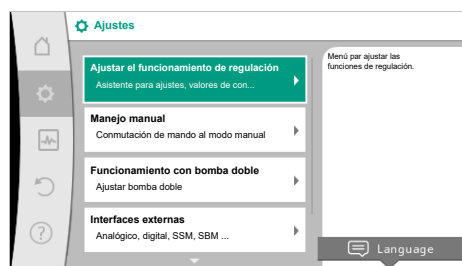 Ajustes
Ajustar el funcionamiento de regulación
Asistente para ajustes, valores de con...
Manejo manual
Conmutación de mando al modo manual
Funcionamiento con bomba doble
Ajustar bomba doble
Interfaces externas
Analógico, digital, SSM, SBM ...
Menú par ajustar las
funciones de regulación.
Language